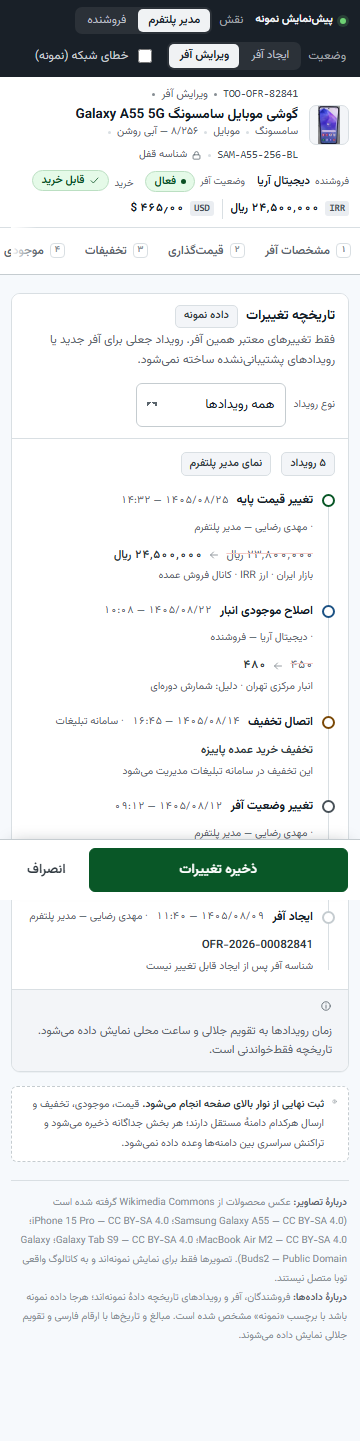 پیش‌نمایش نمونه نقش مدیر پلتفرم فروشنده
وضعیت ایجاد آفر ویرایش آفر خطای شبکه (نمونه)
TOO-OFR-82841 • ویرایش آفر •
گوشی موبایل سامسونگ Galaxy A55 5G
سامسونگ • موبایل • ۸/۲۵۶ — آبی روشن •
SAM-A55-256-BL • شناسه قفل
فروشنده دیجیتال آریا وضعیت آفر فعال خرید قابل خرید
IRR ۲۴,۵۰۰,۰۰۰ ریال USD ۴۶۵٫۰۰ $
۱ مشخصات آفر ۲ قیمت‌گذاری ۳ تخفیفات ۴ موجودی
تاریخچه تغییرات داده نمونه
فقط تغییرهای معتبر همین آفر. رویداد جعلی برای آفر جدید یا
رویدادهای پشتیبانی‌نشده ساخته نمی‌شود.
نوع رویداد همه رویدادها
۵ رویداد نمای مدیر پلتفرم
تغییر قیمت پایه ۱۴۰۵/۰۸/۲۵ — ۱۴:۳۲
· مهدی رضایی — مدیر پلتفرم
۲۳,۸۰۰,۰۰۰ ریال ← ۲۴,۵۰۰,۰۰۰ ریال
بازار ایران · ارز IRR · کانال فروش عمده
اصلاح موجودی انبار ۱۴۰۵/۰۸/۲۲ — ۱۰:۰۸
· دیجیتال آریا — فروشنده
۴۵۰ ← ۴۸۰
انبار مرکزی تهران · دلیل: شمارش دوره‌ای
اتصال تخفیف ۱۴۰۵/۰۸/۱۴ — ۱۶:۴۵ · سامانه تبلیغات
تخفیف خرید عمده پاییزه
این تخفیف در سامانه تبلیغات مدیریت می‌شود
تغییر وضعیت آفر ۱۴۰۵/۰۸/۱۲ — ۰۹:۱۲
· مهدی رضایی — مدیر پلتفرم
ذخیره تغییرات انصراف
ایجاد آفر ۱۴۰۵/۰۸/۰۹ — ۱۱:۴۰ · مهدی رضایی — مدیر پلتفرم
OFR-2026-00082841
شناسه آفر پس از ایجاد قابل تغییر نیست
زمان رویدادها به تقویم جلالی و ساعت محلی نمایش داده می‌شود.
تاریخچه فقط‌خواندنی است.
ثبت نهایی از نوار بالای صفحه انجام می‌شود. قیمت، موجودی، تخفیف و
ارسال هرکدام دامنهٔ مستقل دارند؛ هر بخش جداگانه ذخیره می‌شود و
تراکنش سراسری بین دامنه‌ها وعده داده نمی‌شود.
دربارهٔ تصاویر: عکس محصولات از Wikimedia Commons گرفته شده است
(Samsung Galaxy A55 — CC BY-SA 4.0؛ iPhone 15 Pro — CC BY-SA 4.0؛
MacBook Air M2 — CC BY-SA 4.0؛ Galaxy Tab S9 — CC BY-SA 4.0؛ Galaxy
Buds2 — Public Domain). تصویرها فقط برای نمایش نمونه‌اند و به کاتالوگ واقعی
توبا متصل نیستند.
دربارهٔ داده‌ها: فروشندگان، آفر و رویدادهای تاریخچه دادهٔ نمونه‌اند؛ هرجا داده نمونه
باشد با برچسب «نمونه» مشخص شده است. مبالغ و تاریخ‌ها با ارقام فارسی و تقویم
جلالی نمایش داده می‌شوند.